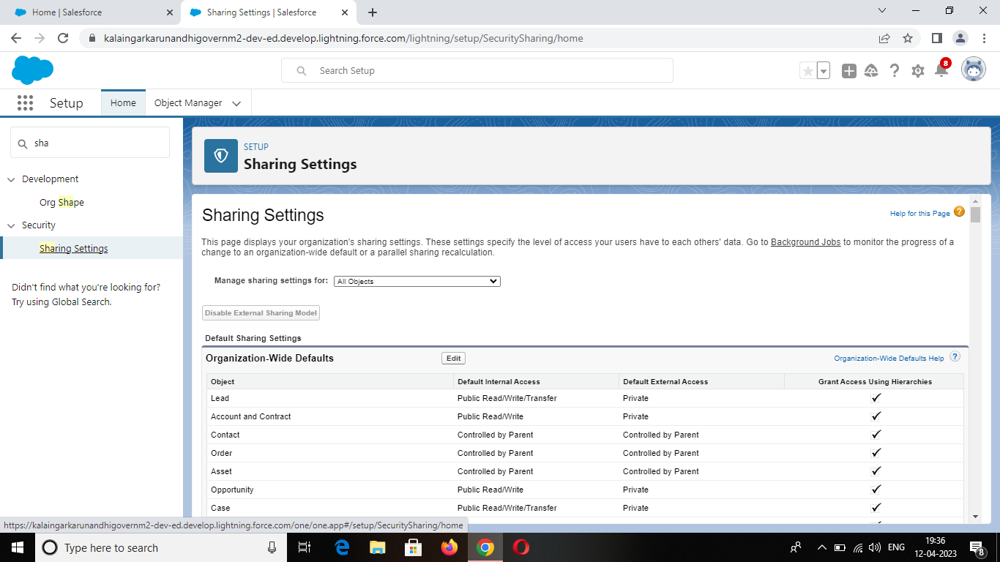 Home | Salesforce
Sharing Settings | Salesforce
kalaingarkarunandhigovernm2-dev-ed.develop.lightning.force.com/lightning/setup/SecuritySharing/home
Search Setup
8
Setup
Home
Object Manager
sha
Development
Org Shape
Security
Sharing Settings
Didn't find what you're looking for?
Try using Global Search.
SETUP
Sharing Settings
Sharing Settings
Help for this Page
This page displays your organization's sharing settings. These settings specify the level of access your users have to each others' data. Go to Background Jobs to monitor the progress of a
change to an organization-wide default or a parallel sharing recalculation.
Manage sharing settings for: All Objects
Disable External Sharing Model
Default Sharing Settings
Organization-Wide Defaults Edit Organization-Wide Defaults Help ?
Object Default Internal Access Default External Access Grant Access Using Hierarchies
Lead Public Read/Write/Transfer Private
Account and Contract Public Read/Write Private
Contact Controlled by Parent Controlled by Parent
Order Controlled by Parent Controlled by Parent
Asset Controlled by Parent Controlled by Parent
Opportunity Public Read/Write Private
Case Public Read/Write/Transfer Private
https://kalaingarkarunandhigovernm2-dev-ed.develop.lightning.force.com/one/one.app#/setup/SecuritySharing/home
Type here to search
ENG
19:36
12-04-2023
8